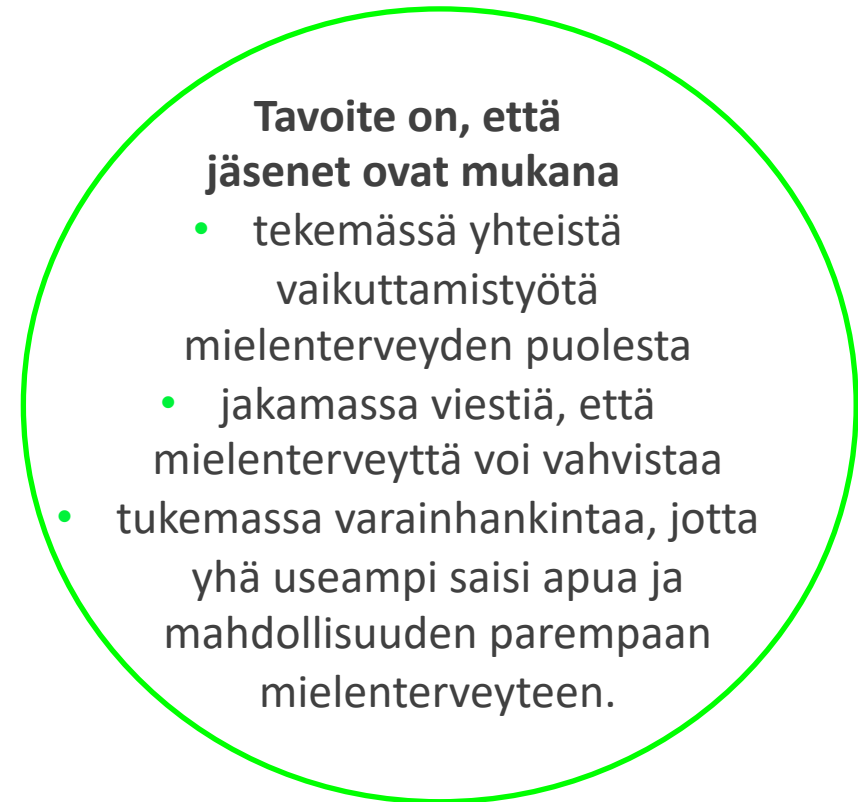 Tavoite on, että
jäsenet ovat mukana
• tekemässä yhteistä
vaikuttamistyötä
mielenterveyden puolesta
• jakamassa viestiä, että
mielenterveyttä voi vahvistaa
• tukemassa varainhankintaa, jotta
yhä useampi saisi apua ja
mahdollisuuden parempaan
mielenterveyteen.